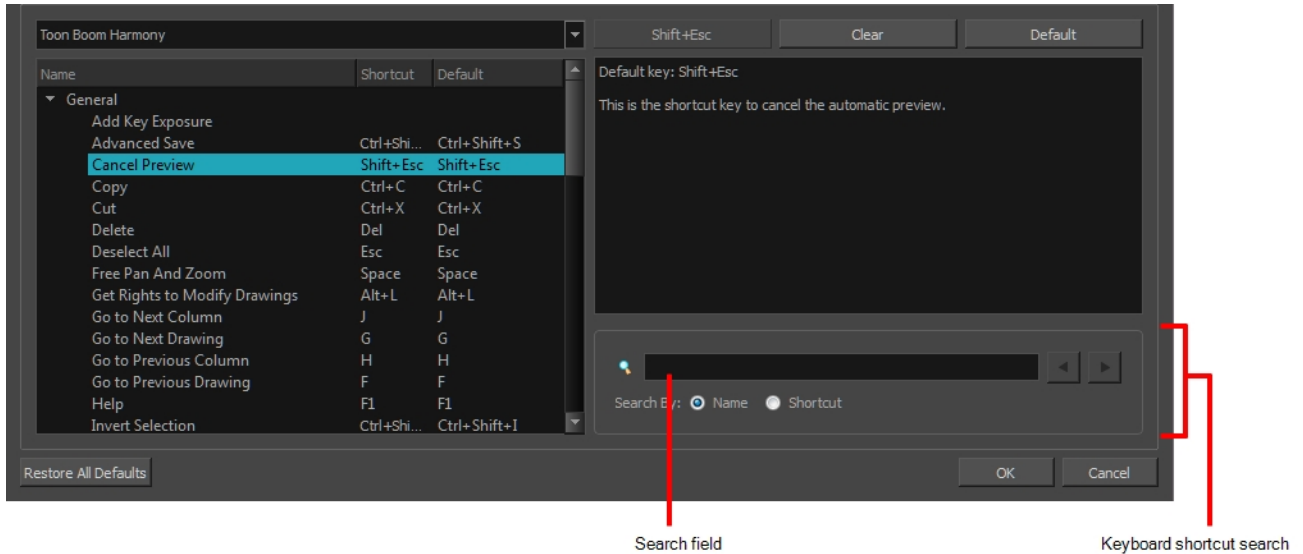 Toon Boom Harmony
Shift+Esc Clear Default
Name Shortcut Default
General
Add Key Exposure
Advanced Save Ctrl+Shi... Ctrl+Shift+S
Cancel Preview Shift+Esc Shift+Esc
Copy Ctrl+C Ctrl+C
Cut Ctrl+X Ctrl+X
Delete Del Del
Deselect All Esc Esc
Free Pan And Zoom Space Space
Get Rights to Modify Drawings Alt+L Alt+L
Go to Next Column J J
Go to Next Drawing G G
Go to Previous Column H H
Go to Previous Drawing F F
Help F1 F1
Invert Selection Ctrl+Shi... Ctrl+Shift+I
Default key: Shift+Esc
This is the shortcut key to cancel the automatic preview.
Search By: Name Shortcut
Restore All Defaults OK Cancel
Search field Keyboard shortcut search